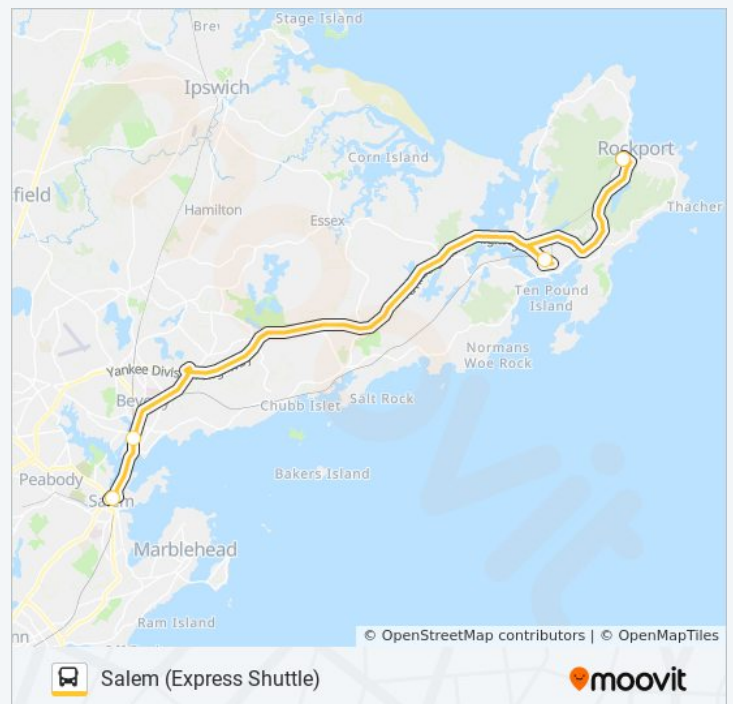 Stage Island
Ipswich
Corn Island
Rockport
field
Hamilton
Essex
Thacher
Ten Pound
Island
Normans
Woe Rock
Yankee Divis
Chubb Islet
Salt Rock
Bakers Island
Peabody
Salem
Marblehead
Ram Island
© OpenStreetMap contributors | © OpenMapTiles
Salem (Express Shuttle)
moovit